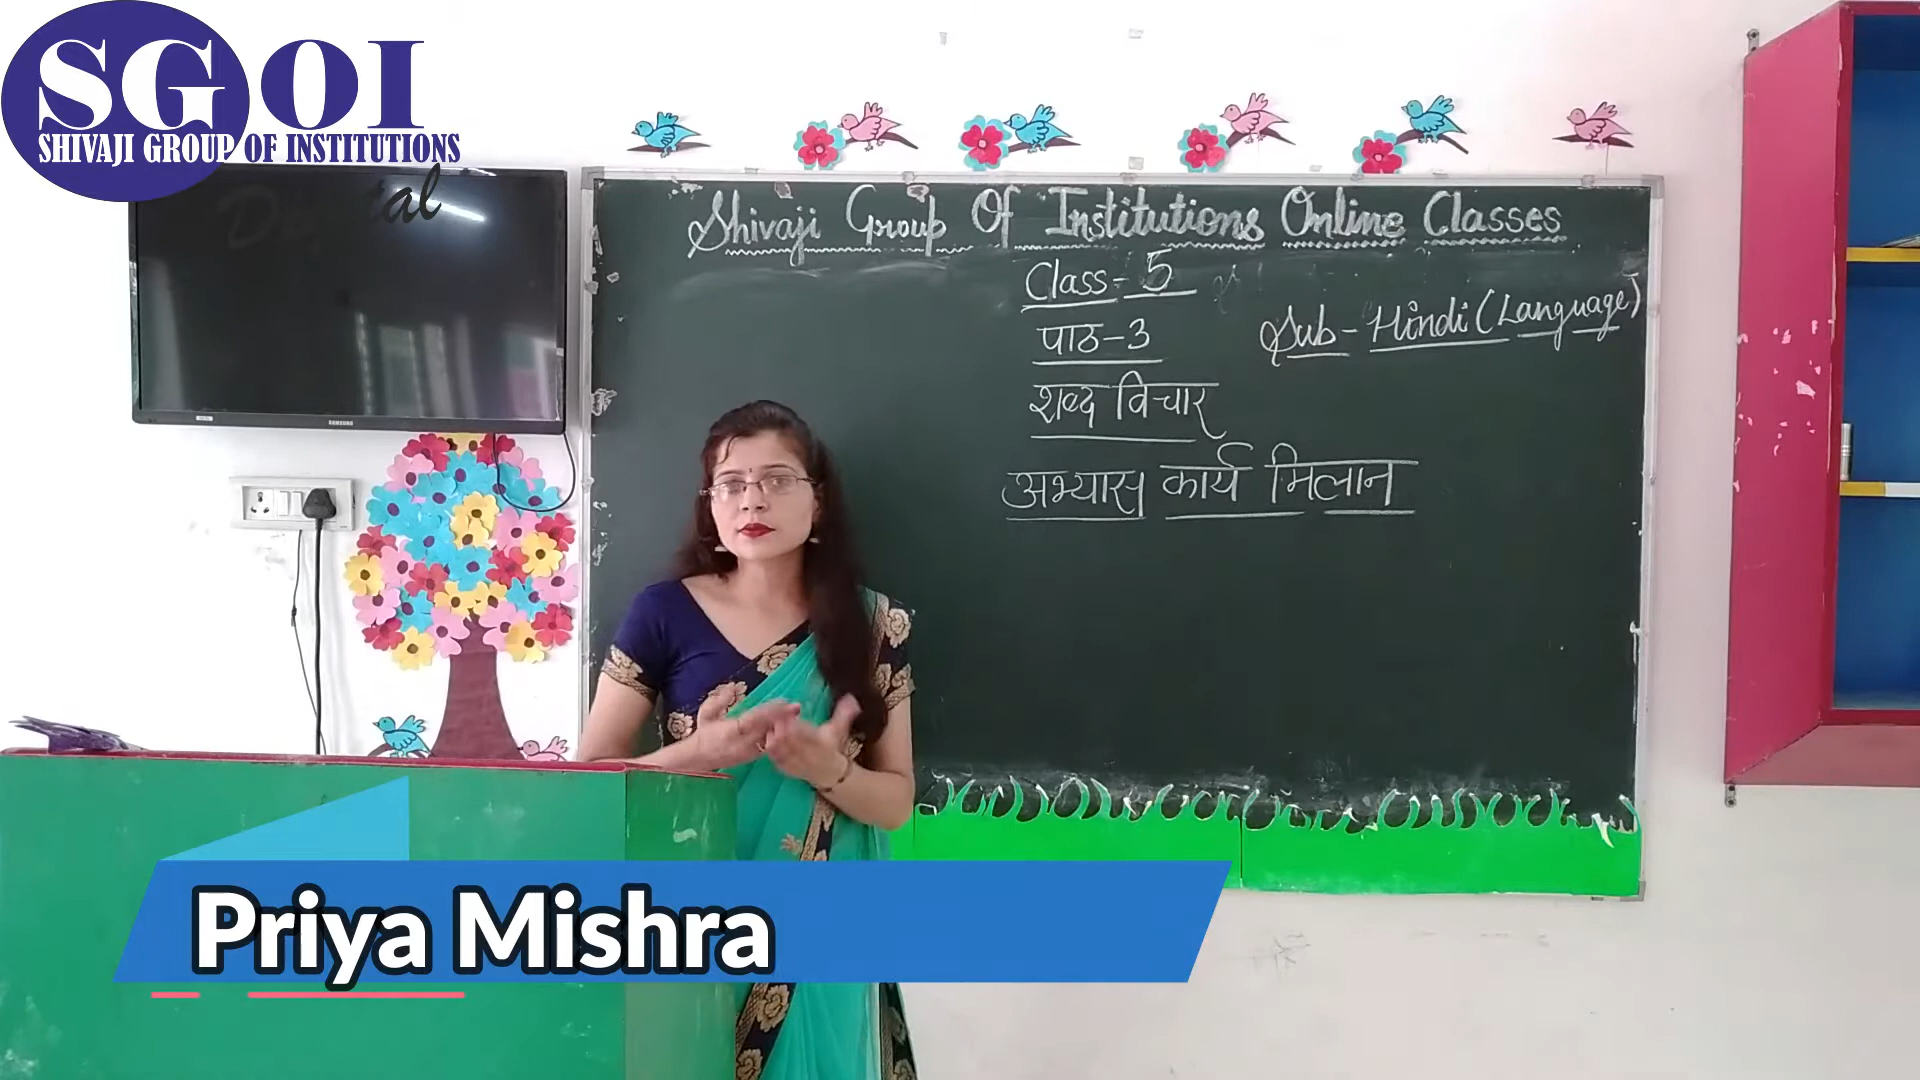 SGOI
SHIVAJI GROUP OF INSTITUTIONS
SAMSUNG
Shivaji Group Of Institutions Online Classes
Class- 5
Sub- Hindi (Language)
पाठ-3
शब्द विचार
अभ्यास कार्य मिलान
Priya Mishra